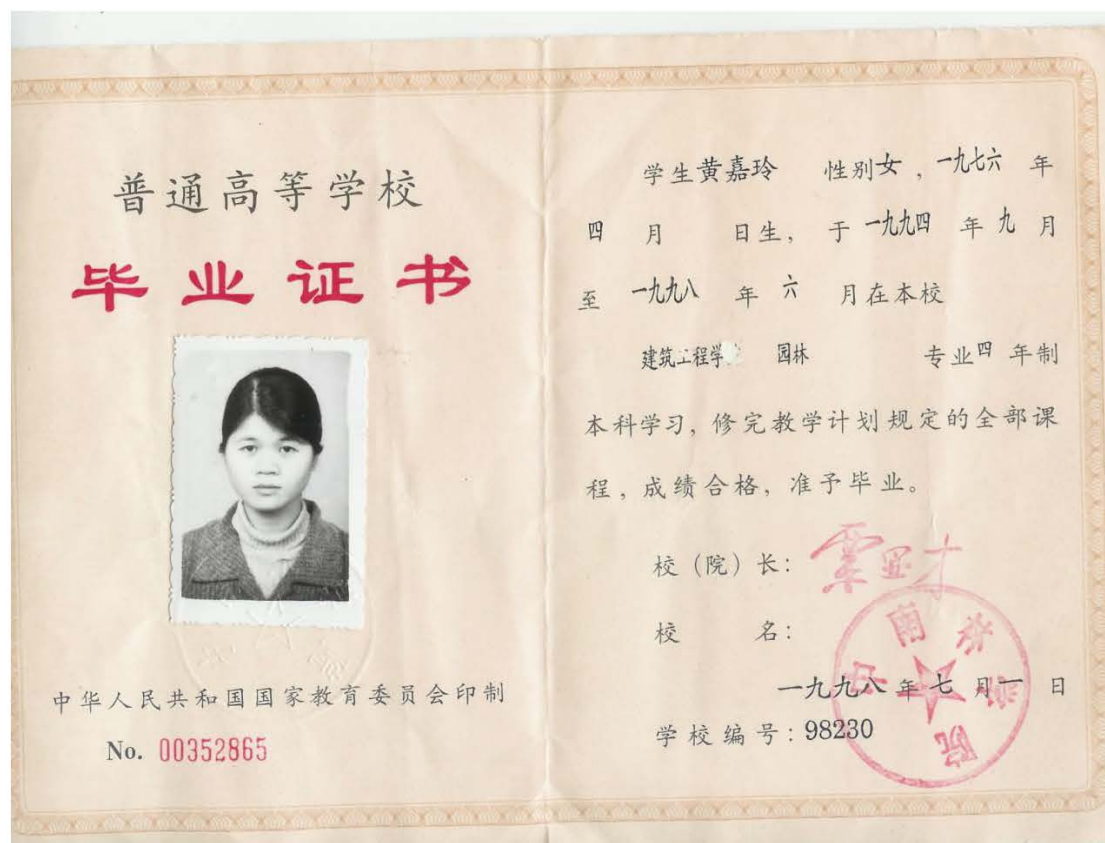 普通高等学校
毕业证书
中华人民共和国国家教育委员会印制
No. 00352865
学生黄嘉玲 性别女,一九七六 年
四 月 日生, 于 一九九四 年 九 月
至 一九九八 年 六 月在本校
建筑工程学 园林 专业四 年制
本科学习, 修完教学计划规定的全部课
程, 成绩合格, 准予毕业。
校(院)长:
校 名:
一九九八 年 七 月 一 日
学校编号: 98230